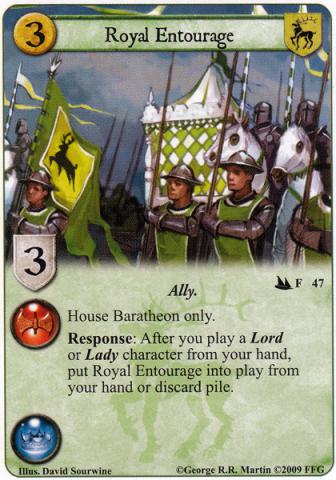 3
Royal Entourage
3
Ally.
F 47
House Baratheon only.
Response: After you play a Lord
or Lady character from your hand,
put Royal Entourage into play from
your hand or discard pile.
Illus. David Sourwine
©George R.R. Martin ©2009 FFG